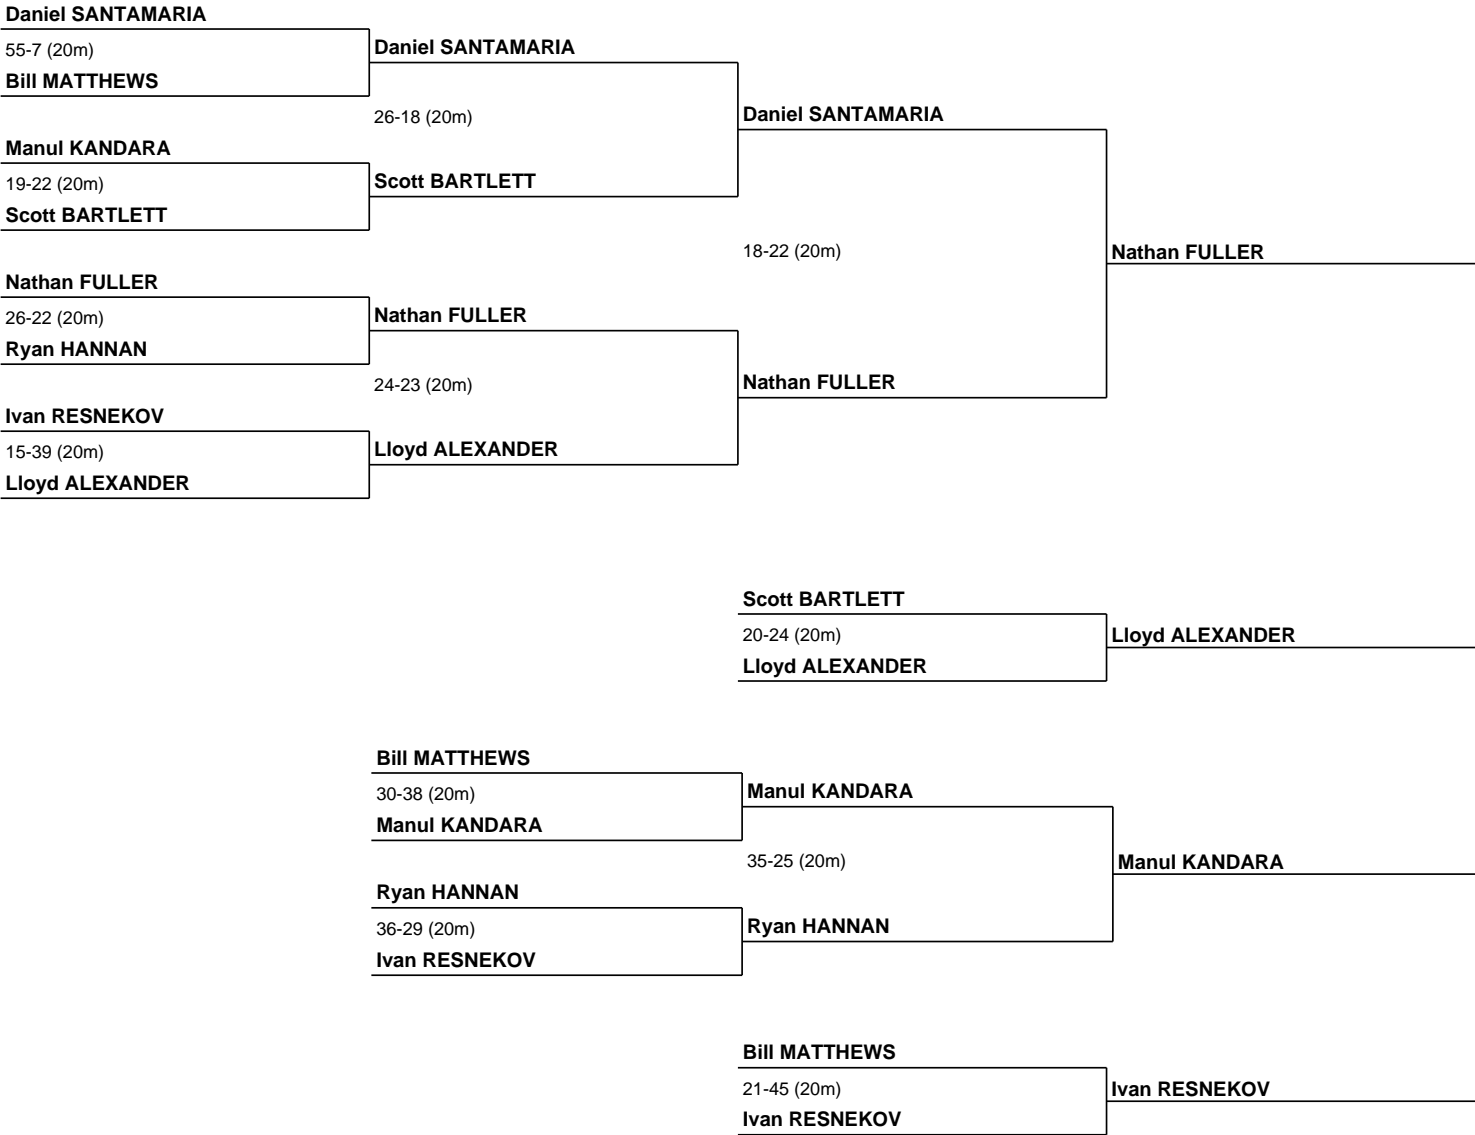 Daniel SANTAMARIA
55-7 (20m)
Bill MATTHEWS
Manul KANDARA
19-22 (20m)
Scott BARTLETT
Nathan FULLER
26-22 (20m)
Ryan HANNAN
Ivan RESNEKOV
15-39 (20m)
Lloyd ALEXANDER
Daniel SANTAMARIA
26-18 (20m)
Scott BARTLETT
Nathan FULLER
24-23 (20m)
Lloyd ALEXANDER
Daniel SANTAMARIA
18-22 (20m)
Nathan FULLER
Nathan FULLER
Scott BARTLETT
20-24 (20m)
Lloyd ALEXANDER
Lloyd ALEXANDER
Bill MATTHEWS
30-38 (20m)
Manul KANDARA
Ryan HANNAN
36-29 (20m)
Ivan RESNEKOV
Manul KANDARA
35-25 (20m)
Ryan HANNAN
Manul KANDARA
Bill MATTHEWS
21-45 (20m)
Ivan RESNEKOV
Ivan RESNEKOV